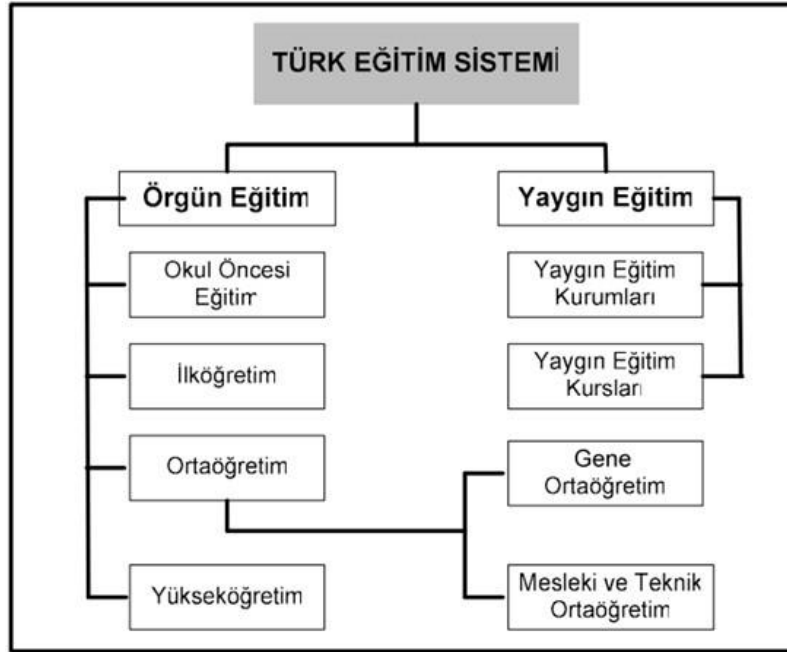 TÜRK EĞİTİM SİSTEMİ
Örgün Eğitim
Yaygın Eğitim
Okul Öncesi
Eğitim
Yaygın Eğitim
Kurumları
İlköğretim
Yaygın Eğitim
Kursları
Ortaöğretim
Gene
Ortaöğretim
Yükseköğretim
Mesleki ve Teknik
Ortaöğretim